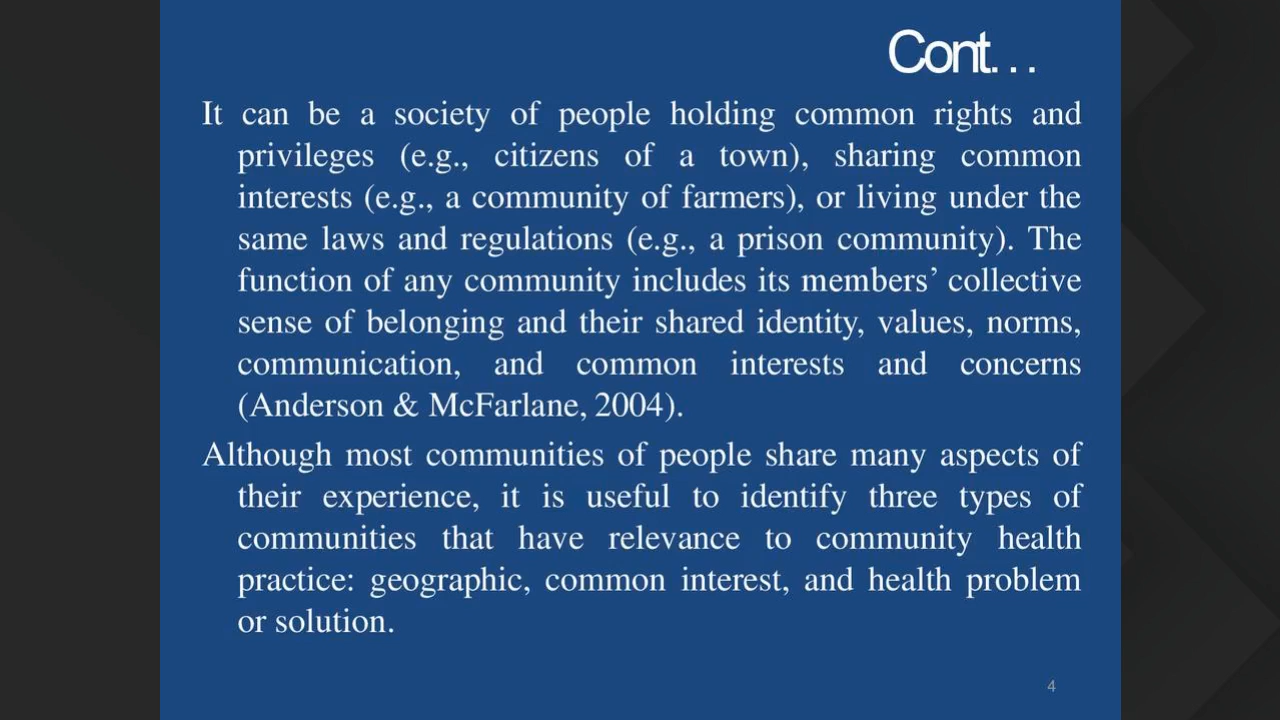 Cont...
It can be a society of people holding common rights and
privileges (e.g., citizens of a town), sharing common
interests (e.g., a community of farmers), or living under the
same laws and regulations (e.g., a prison community). The
function of any community includes its members’ collective
sense of belonging and their shared identity, values, norms,
communication, and common interests and concerns
(Anderson & McFarlane, 2004).
Although most communities of people share many aspects of
their experience, it is useful to identify three types of
communities that have relevance to community health
practice: geographic, common interest, and health problem
or solution.
4